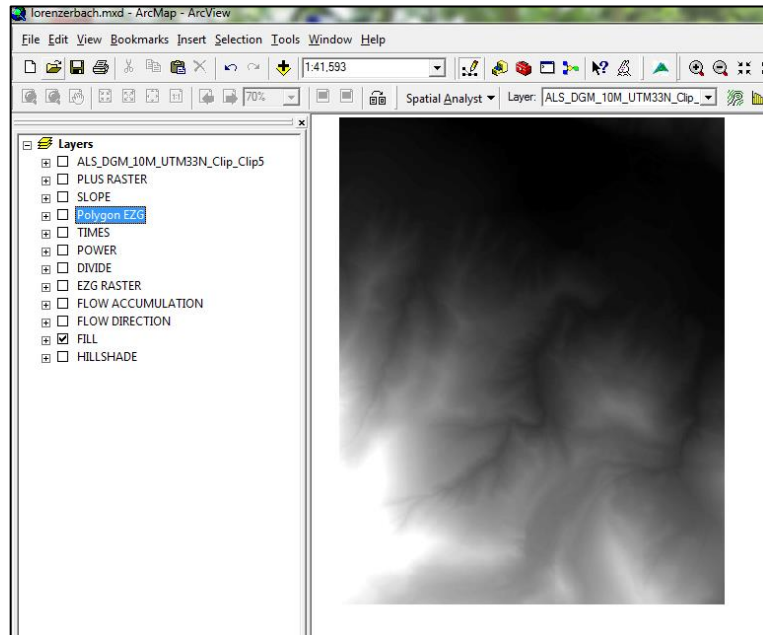 lorenzerbach.mxd - ArcMap - ArcView
File Edit View Bookmarks Insert Selection Tools Window Help
1:41,593
70% Spatial Analyst Layer: ALS_DGM_10M_UTM33N_Clip_
Layers
ALS_DGM_10M_UTM33N_Clip_Clip5
PLUS RASTER
SLOPE
Polygon EZG
TIMES
POWER
DIVIDE
EZG RASTER
FLOW ACCUMULATION
FLOW DIRECTION
FILL
HILLSHADE